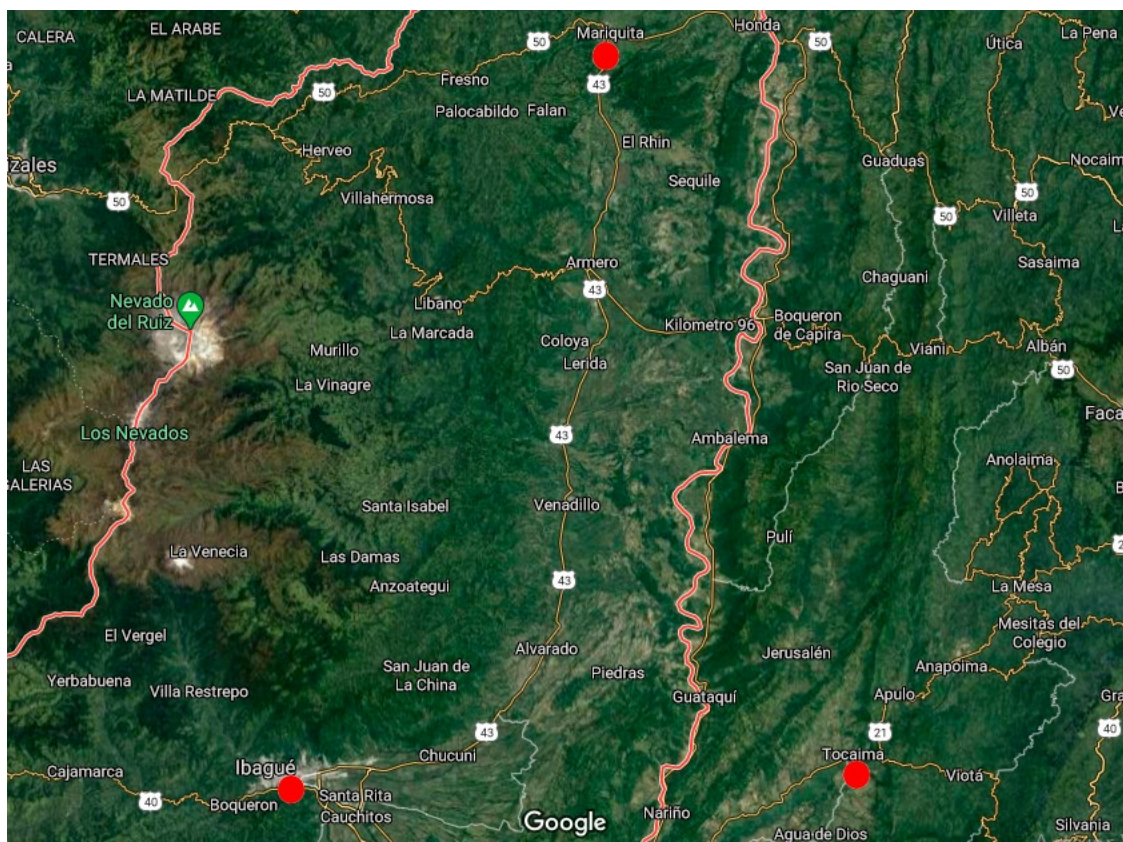 CALERA
EL ARABE
Mariquita
Honda
La Pena
50
50
Útica
LA MATILDE
50
Fresno
43
Palocabildo
Falan
El Rhin
Herveo
zales
Guaduas
Nocaim
Sequile
50
Villahermosa
50
50
Villeta
TERMALES
Armero
Sasaima
Chaguani
43
Nevado
del Ruiz
Libano
La Marcada
Kilometro 96
Boqueron
de Capira
Coloya
Murillo
Lerida
Viani
Albán
San Juan de
Rio Seco
50
La Vinagre
Faca
Los Nevados
43
Ambalema
LAS
GALERIAS
Anolaima
Santa Isabel
Venadillo
Pulí
La Venecia
Las Damas
43
Anzoategui
La Mesa
El Vergel
Mesitas del
Colegio
Alvarado
Jerusalén
San Juan de
La China
Piedras
Anapoima
Yerbabuena
Villa Restrepo
Guataquí
Apulo
Gra
43
21
40
Ibagué
Chucuni
Tocaima
Cajamarca
Viotá
40
Boqueron
Santa Rita
Cauchitos
Google
Nariño
Agua de Dios
Silvania